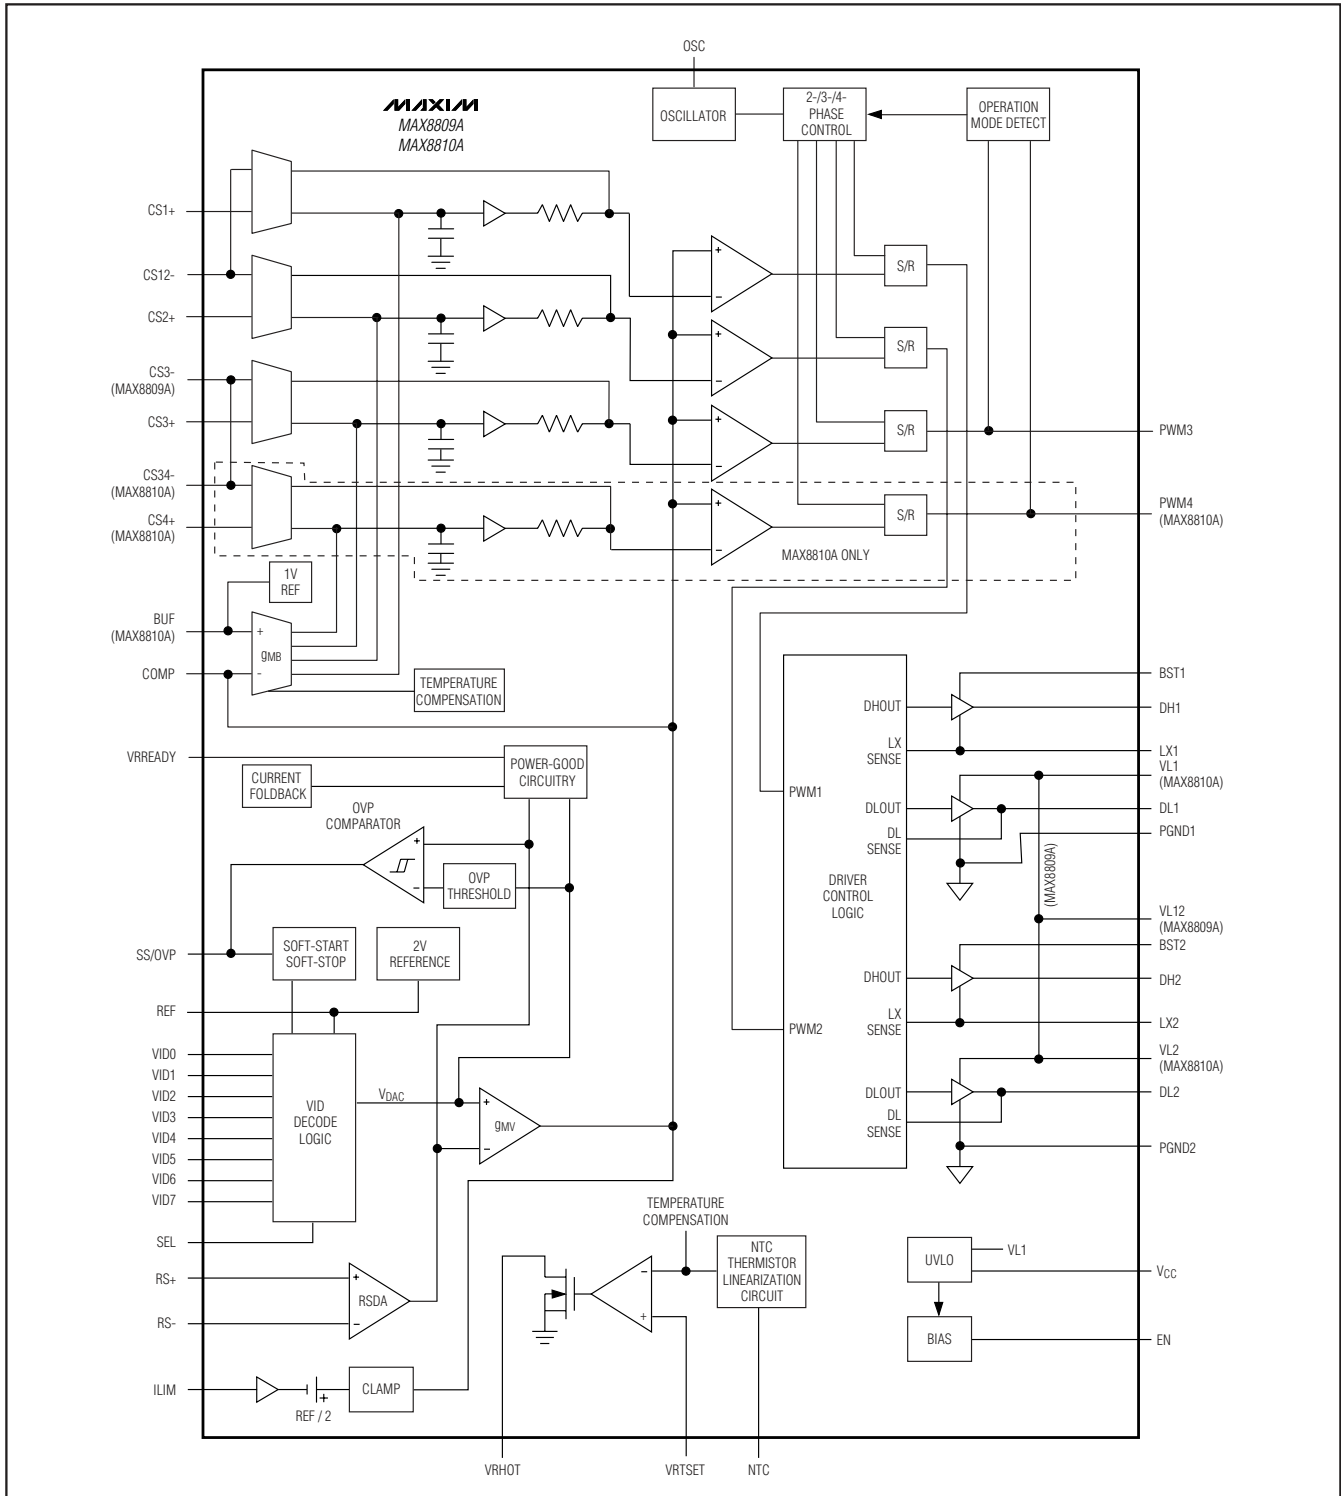 OSC
MAXIM
MAX8809A
MAX8810A
OSCILLATOR
2-/3-/4-
PHASE
CONTROL
OPERATION
MODE DETECT
CS1+
CS12-
CS2+
CS3-
(MAX8809A)
CS3+
CS34-
(MAX8810A)
CS4+
(MAX8810A)
+
−
S/R
+
−
S/R
+
−
S/R
+
−
S/R
MAX8810A ONLY
PWM3
PWM4
(MAX8810A)
1V
REF
BUF
(MAX8810A)
COMP
+
gMB
-
TEMPERATURE
COMPENSATION
VRREADY
POWER-GOOD
CIRCUITRY
CURRENT
FOLDBACK
OVP
COMPARATOR
+
−
OVP
THRESHOLD
SS/OVP
SOFT-START
SOFT-STOP
2V
REFERENCE
REF
VID0
VID1
VID2
VID3
VID4
VID5
VID6
VID7
VID
DECODE
LOGIC
VDAC
+
gMV
−
SEL
RS+
RS-
+
RSDA
−
ILIM
+
REF / 2
CLAMP
PWM1
PWM2
DRIVER
CONTROL
LOGIC
DHOUT
LX
SENSE
DLOUT
DL
SENSE
DHOUT
LX
SENSE
DLOUT
DL
SENSE
(MAX8809A)
BST1
DH1
LX1
VL1
(MAX8810A)
DL1
PGND1
VL12
(MAX8809A)
BST2
DH2
LX2
VL2
(MAX8810A)
DL2
PGND2
TEMPERATURE
COMPENSATION
−
+
NTC
THERMISTOR
LINEARIZATION
CIRCUIT
UVLO
VL1
VCC
BIAS
EN
VRHOT
VRTSET
NTC